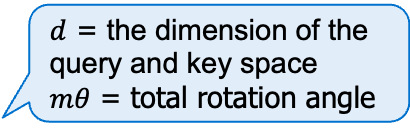 𝑑 = the dimension of the
query and key space
𝑚𝜃 = total rotation angle